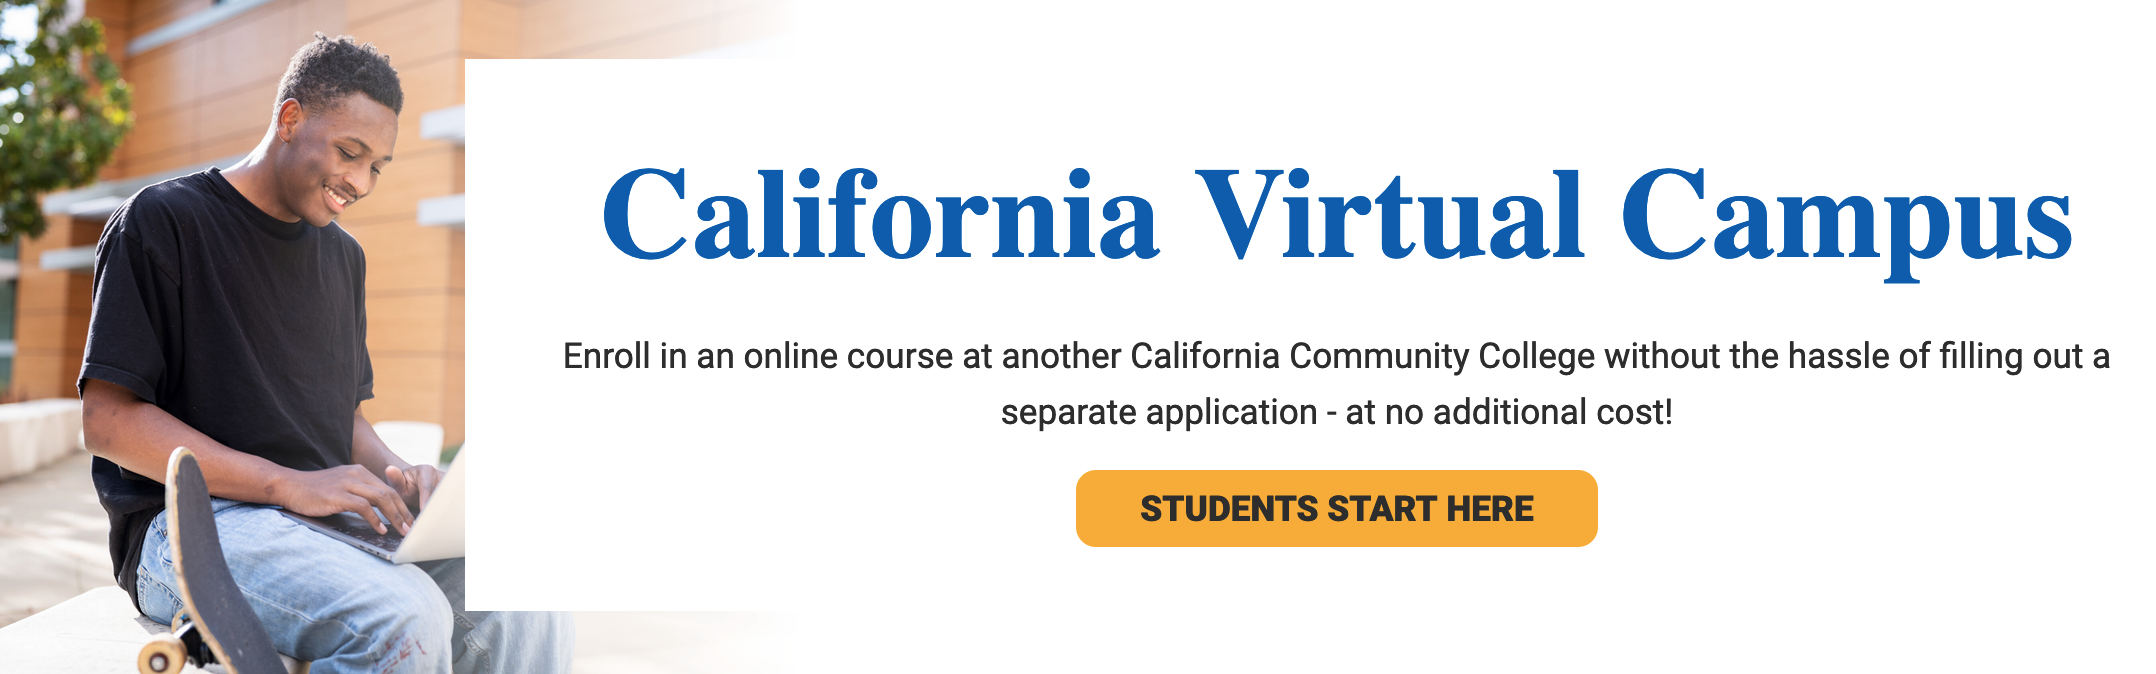 California Virtual Campus
Enroll in an online course at another California Community College without the hassle of filling out a
separate application - at no additional cost!
STUDENTS START HERE